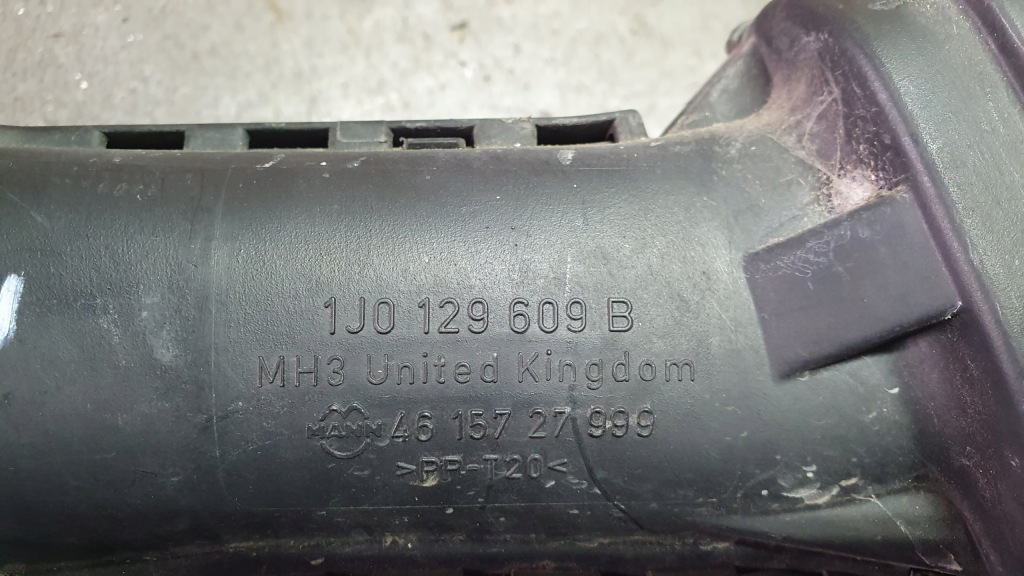 1J0 129 609 B
MH3 United Kingdom
MANN 46 157 27 999
>PP-T20<